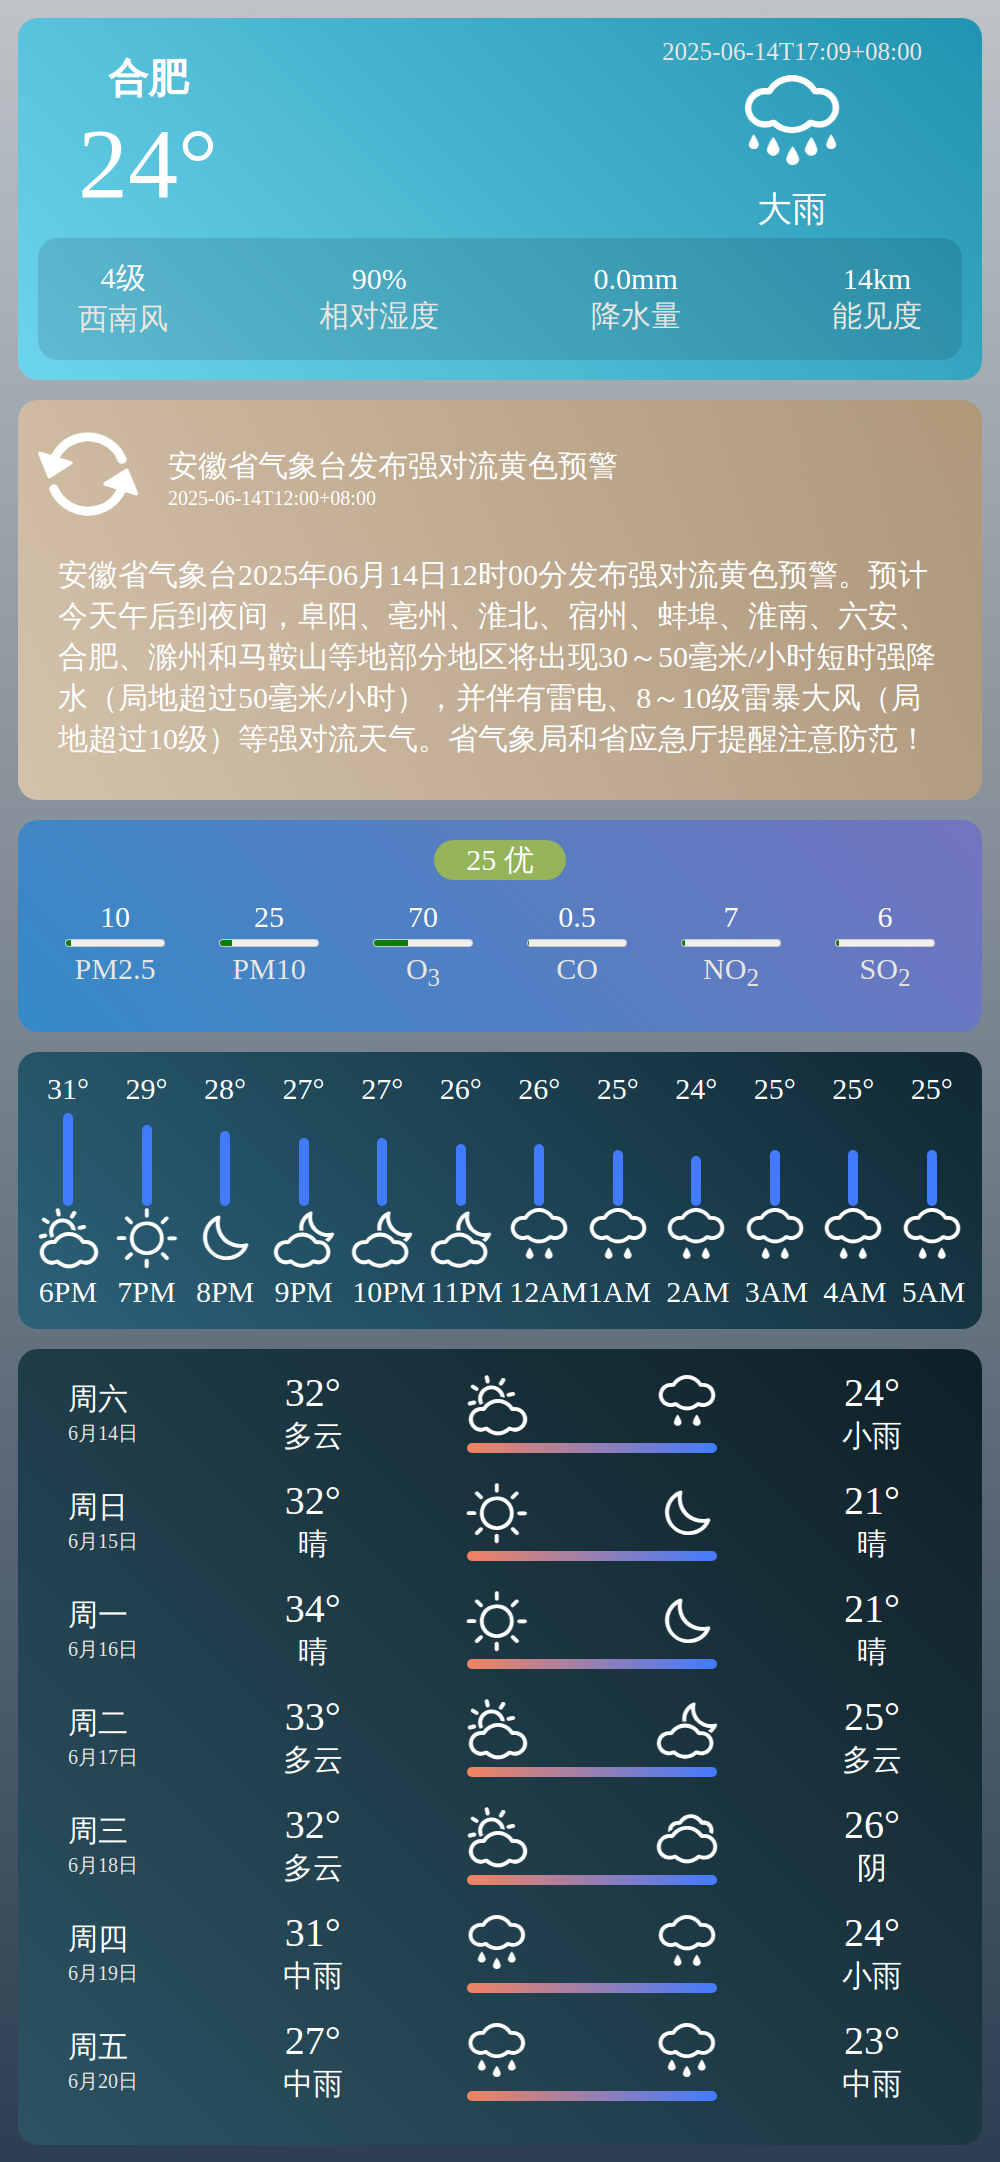 合肥
2025-06-14T17:09+08:00
24°
大雨
4级 90% 0.0mm 14km
西南风 相对湿度 降水量 能见度
安徽省气象台发布强对流黄色预警
2025-06-14T12:00+08:00
安徽省气象台2025年06月14日12时00分发布强对流黄色预警。预计
今天午后到夜间，阜阳、亳州、淮北、宿州、蚌埠、淮南、六安、
合肥、滁州和马鞍山等地部分地区将出现30～50毫米/小时短时强降
水（局地超过50毫米/小时），并伴有雷电、8～10级雷暴大风（局
地超过10级）等强对流天气。省气象局和省应急厅提醒注意防范！
25 优
10 25 70 0.5 7 6
PM2.5 PM10 O3 CO NO2 SO2
31° 29° 28° 27° 27° 26° 26° 25° 24° 25° 25° 25°
6PM 7PM 8PM 9PM 10PM 11PM 12AM 1AM 2AM 3AM 4AM 5AM
周六 32° 24°
6月14日 多云 小雨
周日 32° 21°
6月15日 晴 晴
周一 34° 21°
6月16日 晴 晴
周二 33° 25°
6月17日 多云 多云
周三 32° 26°
6月18日 多云 阴
周四 31° 24°
6月19日 中雨 小雨
周五 27° 23°
6月20日 中雨 中雨